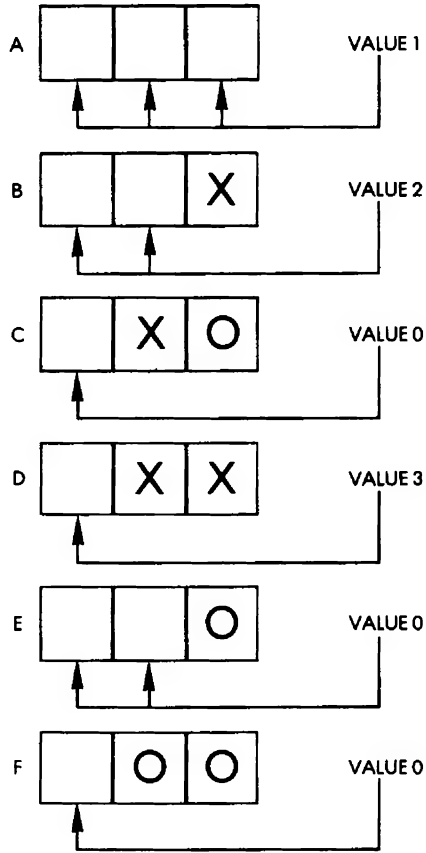 A VALUE 1
B X VALUE 2
C X O VALUE 0
D X X VALUE 3
E O VALUE 0
F O O VALUE 0